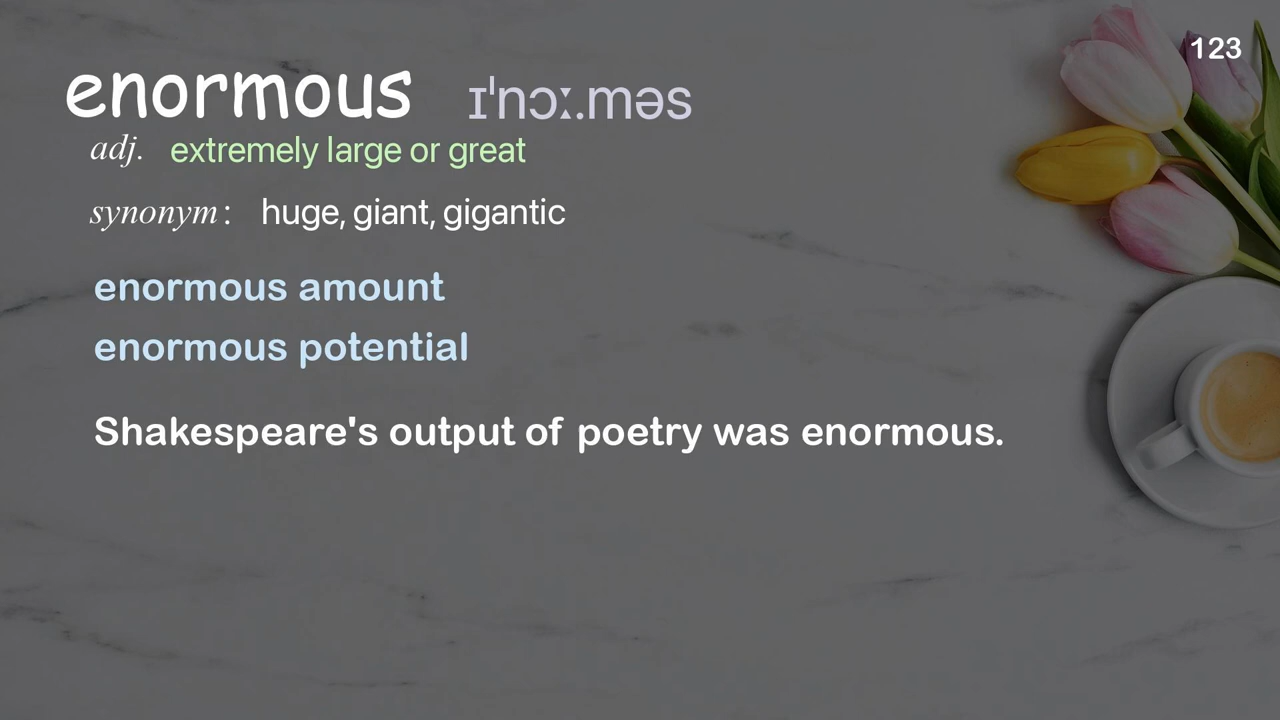 123
enormous ɪˈnɔː.məs
adj. extremely large or great
synonym: huge, giant, gigantic
enormous amount
enormous potential
Shakespeare's output of poetry was enormous.